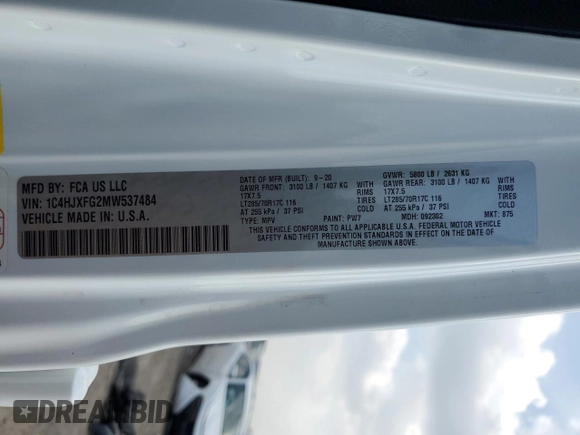 MFD BY: FCA US LLC
VIN: 1C4HJXFG2MW537484
VEHICLE MADE IN U.S.A.
DATE OF MFR (BUILT): 9-20
GAWR FRONT: 3100 LB / 1407 KG WITH
17X7.5 RIMS
LT285/70R17C 116 TIRES
AT 255 kPa / 37 PSI COLD
TYPE: MPV
GVWR: 5800 LB / 2631 KG
GAWR REAR: 3100 LB / 1407 KG WITH
17X7.5 RIMS
LT285/70R17C 116 TIRES
AT 255 kPa / 37 PSI COLD
PAINT: PW7 MDH: 092302 MKT: 875
THIS VEHICLE CONFORMS TO ALL APPLICABLE U.S.A. FEDERAL MOTOR VEHICLE
SAFETY AND THEFT PREVENTION STANDARDS IN EFFECT ON THE DATE OF
MANUFACTURE SHOWN ABOVE.
DREAMBID